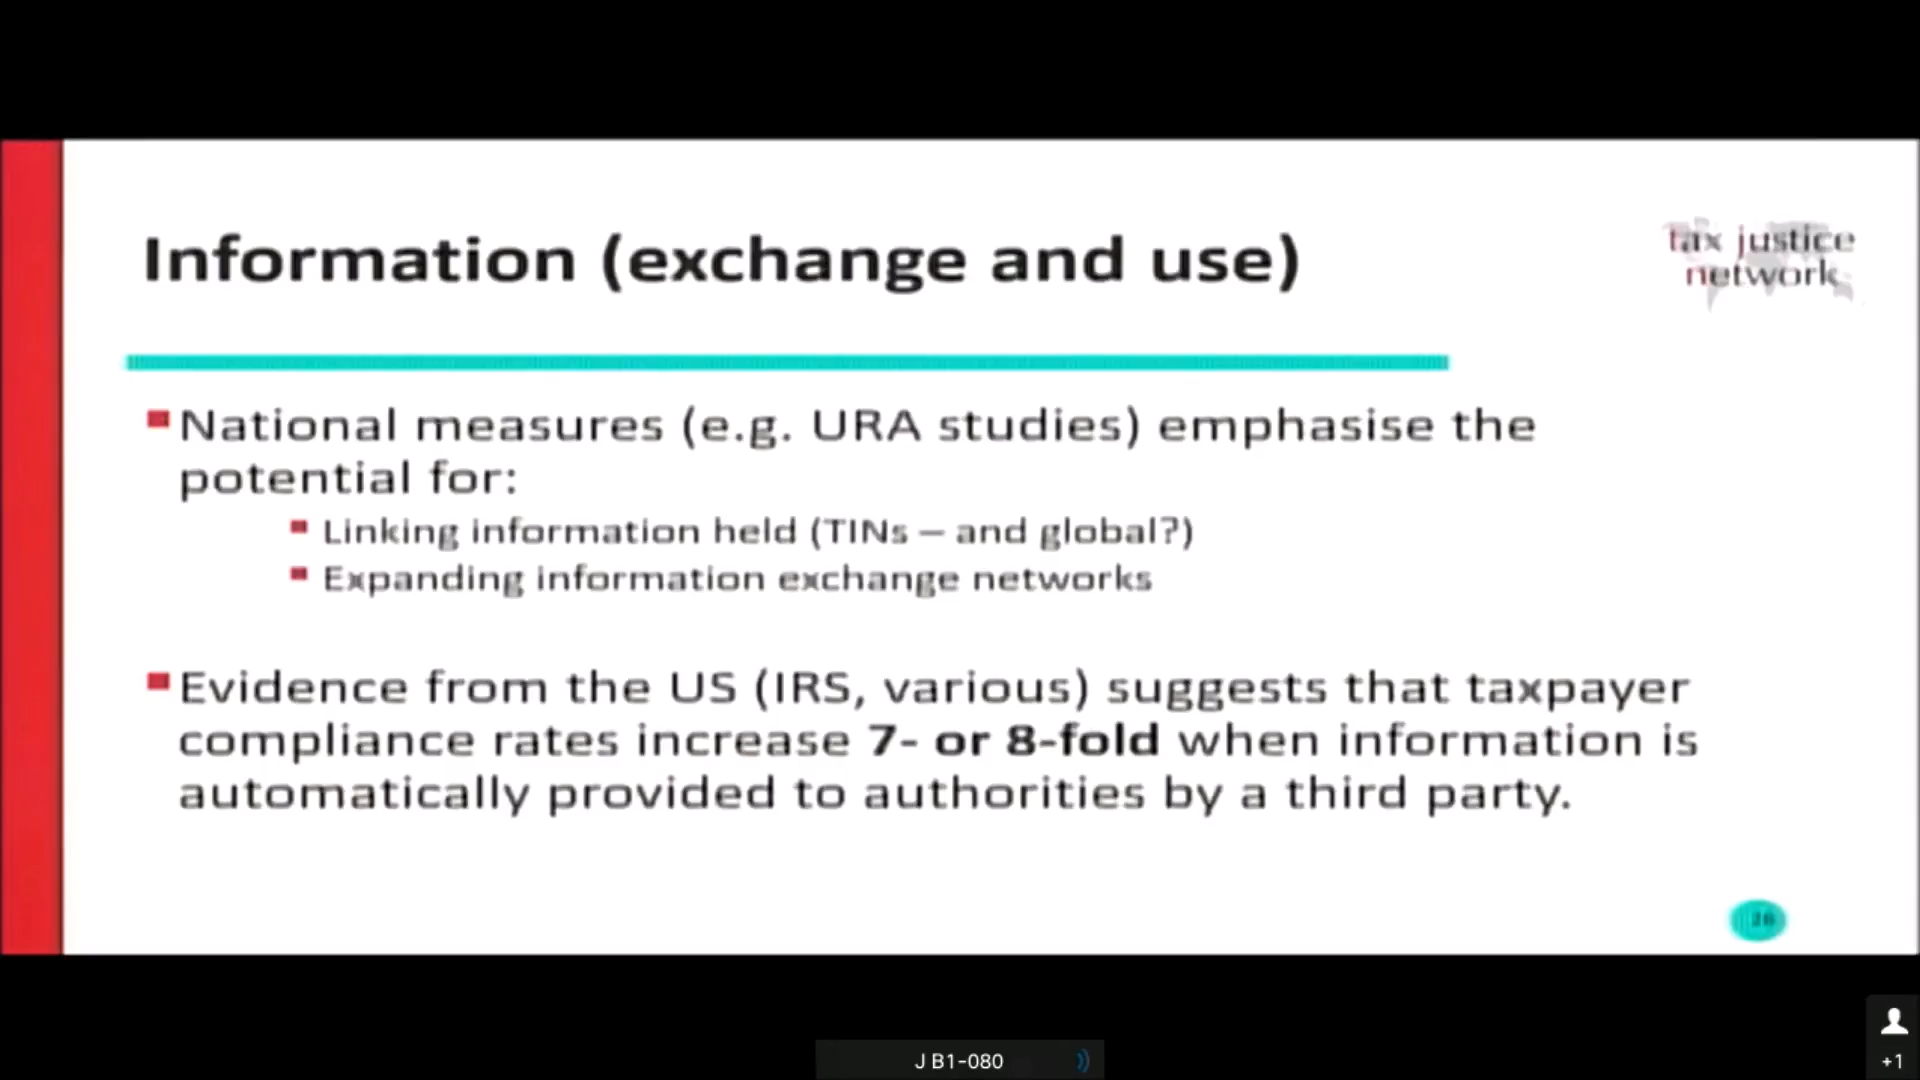 Information (exchange and use)
tax justice
network
National measures (e.g. URA studies) emphasise the
potential for:
Linking information held (TINs – and global?)
Expanding information exchange networks
Evidence from the US (IRS, various) suggests that taxpayer
compliance rates increase 7- or 8-fold when information is
automatically provided to authorities by a third party.
J B1-080
+1